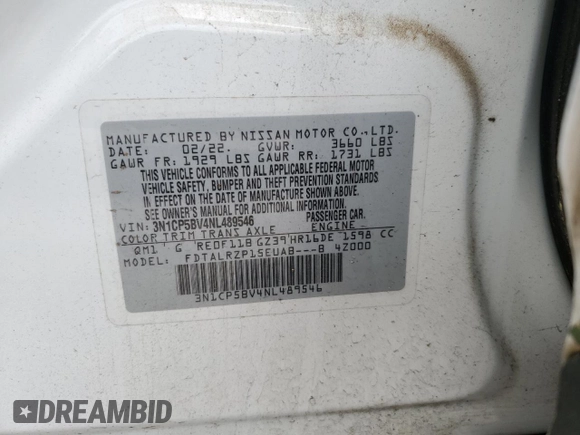 MANUFACTURED BY NISSAN MOTOR CO., LTD.
DATE: 02/22. GVWR: 3660 LBS
GAWR FR: 1929 LBS GAWR RR: 1731 LBS
THIS VEHICLE CONFORMS TO ALL APPLICABLE FEDERAL MOTOR
VEHICLE SAFETY, BUMPER AND THEFT PREVENTION STANDARDS
IN EFFECT ON THE DATE OF MANUFACTURE SHOWN ABOVE.
SEE OWNER'S MANUAL FOR ADDITIONAL INFORMATION.
VIN: 3N1CP5BV4NL489546 PASSENGER CAR.
COLOR TRIM TRANS AXLE ENGINE
QM1 G RE0F11B GZ39 HR16DE 1598 CC
MODEL: FDTALRZP15EUAB---B 42000
3N1CP5BV4NL489546
DREAMBID